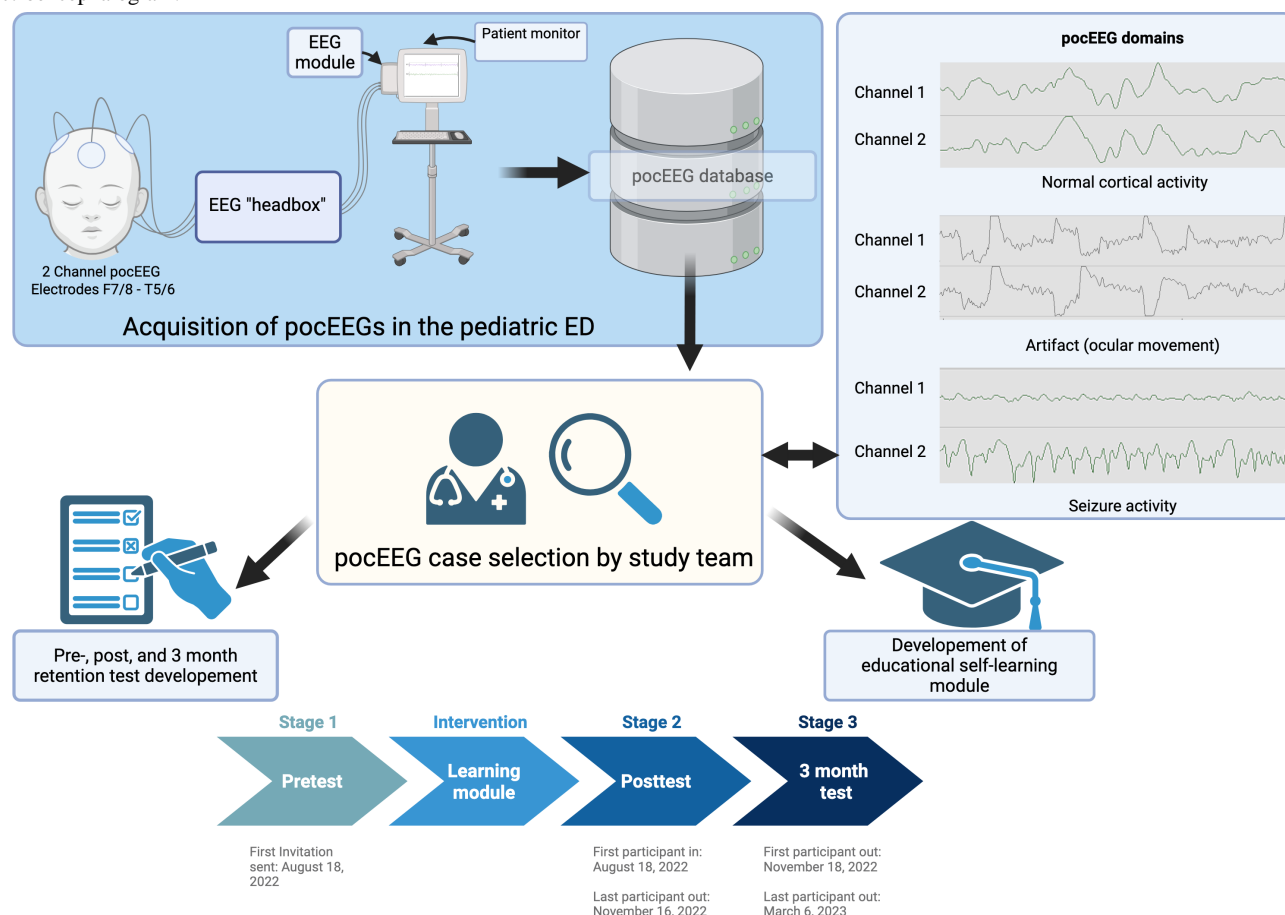 EEG
module
Patient monitor
EEG "headbox"
pocEEG database
2 Channel pocEEG
Electrodes F7/8 - T5/6
Acquisition of pocEEGs in the pediatric ED
pocEEG domains
Channel 1
Channel 2
Normal cortical activity
Channel 1
Channel 2
Artifact (ocular movement)
Channel 1
Channel 2
Seizure activity
pocEEG case selection by study team
Pre-, post, and 3 month
retention test developement
Developement of
educational self-learning
module
Stage 1
Pretest
First Invitation
sent: August 18,
2022
Intervention
Learning
module
Stage 2
Posttest
First participant in:
August 18, 2022
Last participant out:
November 16, 2022
Stage 3
3 month
test
First participant out:
November 18, 2022
Last participant out:
March 6, 2023